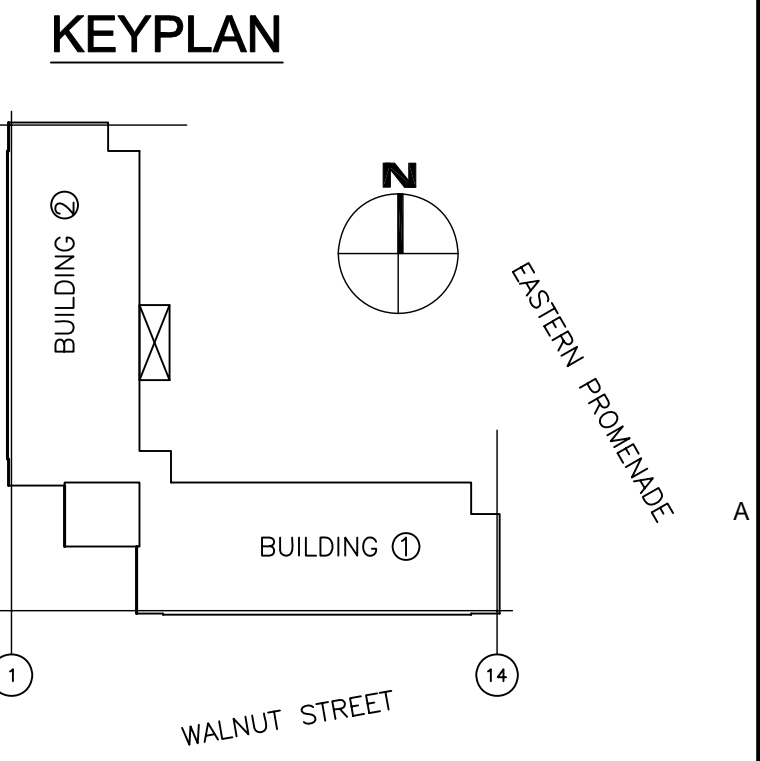 KEYPLAN
N
BUILDING 2
EASTERN PROMENADE
A
BUILDING 1
1
14
WALNUT STREET